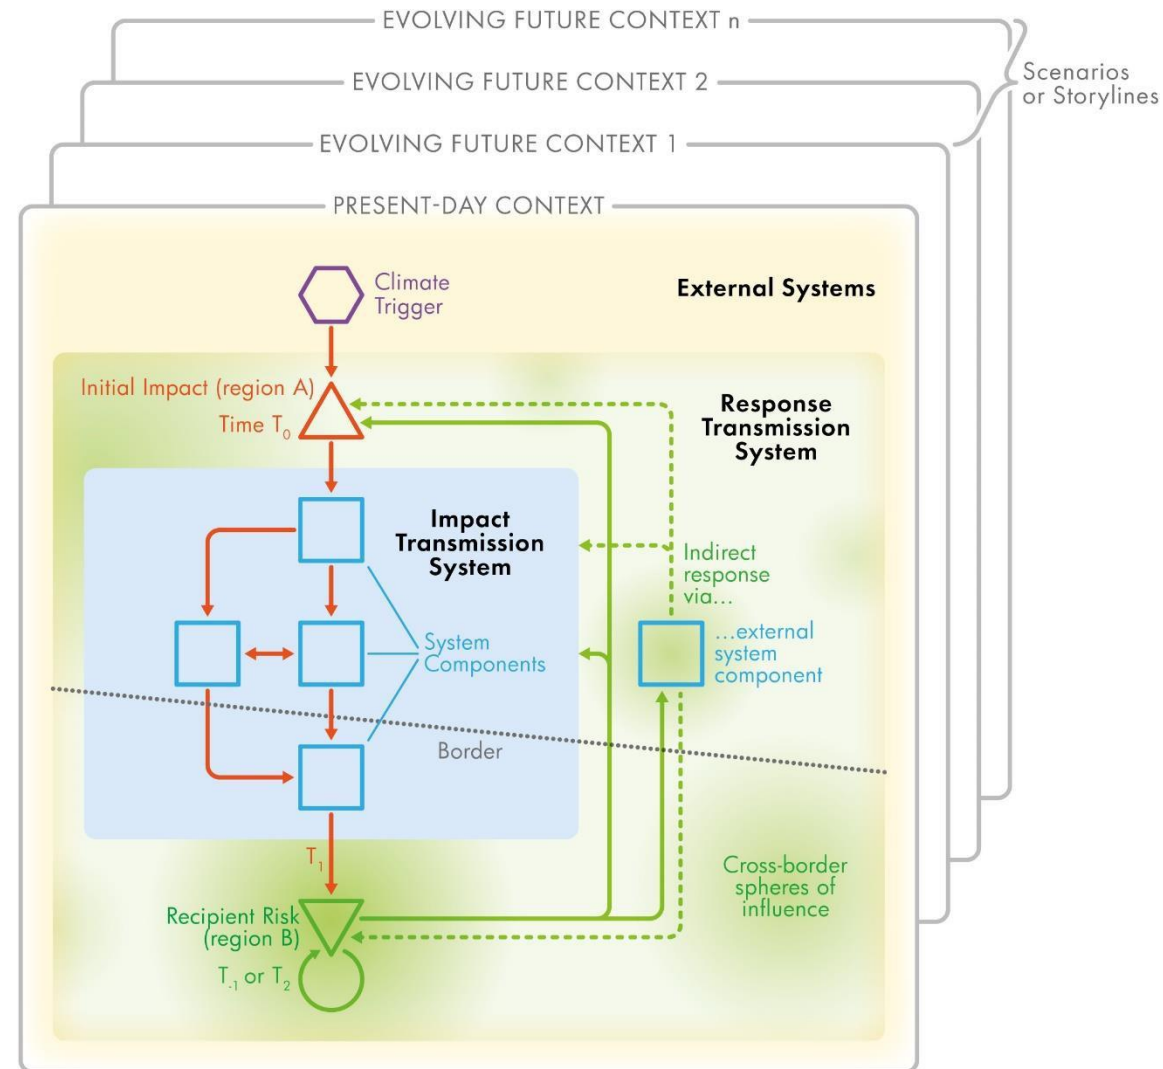 EVOLVING FUTURE CONTEXT n
Scenarios
or Storylines
EVOLVING FUTURE CONTEXT 2
EVOLVING FUTURE CONTEXT 1
PRESENT-DAY CONTEXT
Climate
Trigger
External Systems
Initial Impact (region A)
Time T₀
Response
Transmission
System
Impact
Transmission
System
Indirect
response
via...
...external
system
component
System
Components
Border
T₁
Cross-border
spheres of
influence
Recipient Risk
(region B)
T₋₁ or T₂